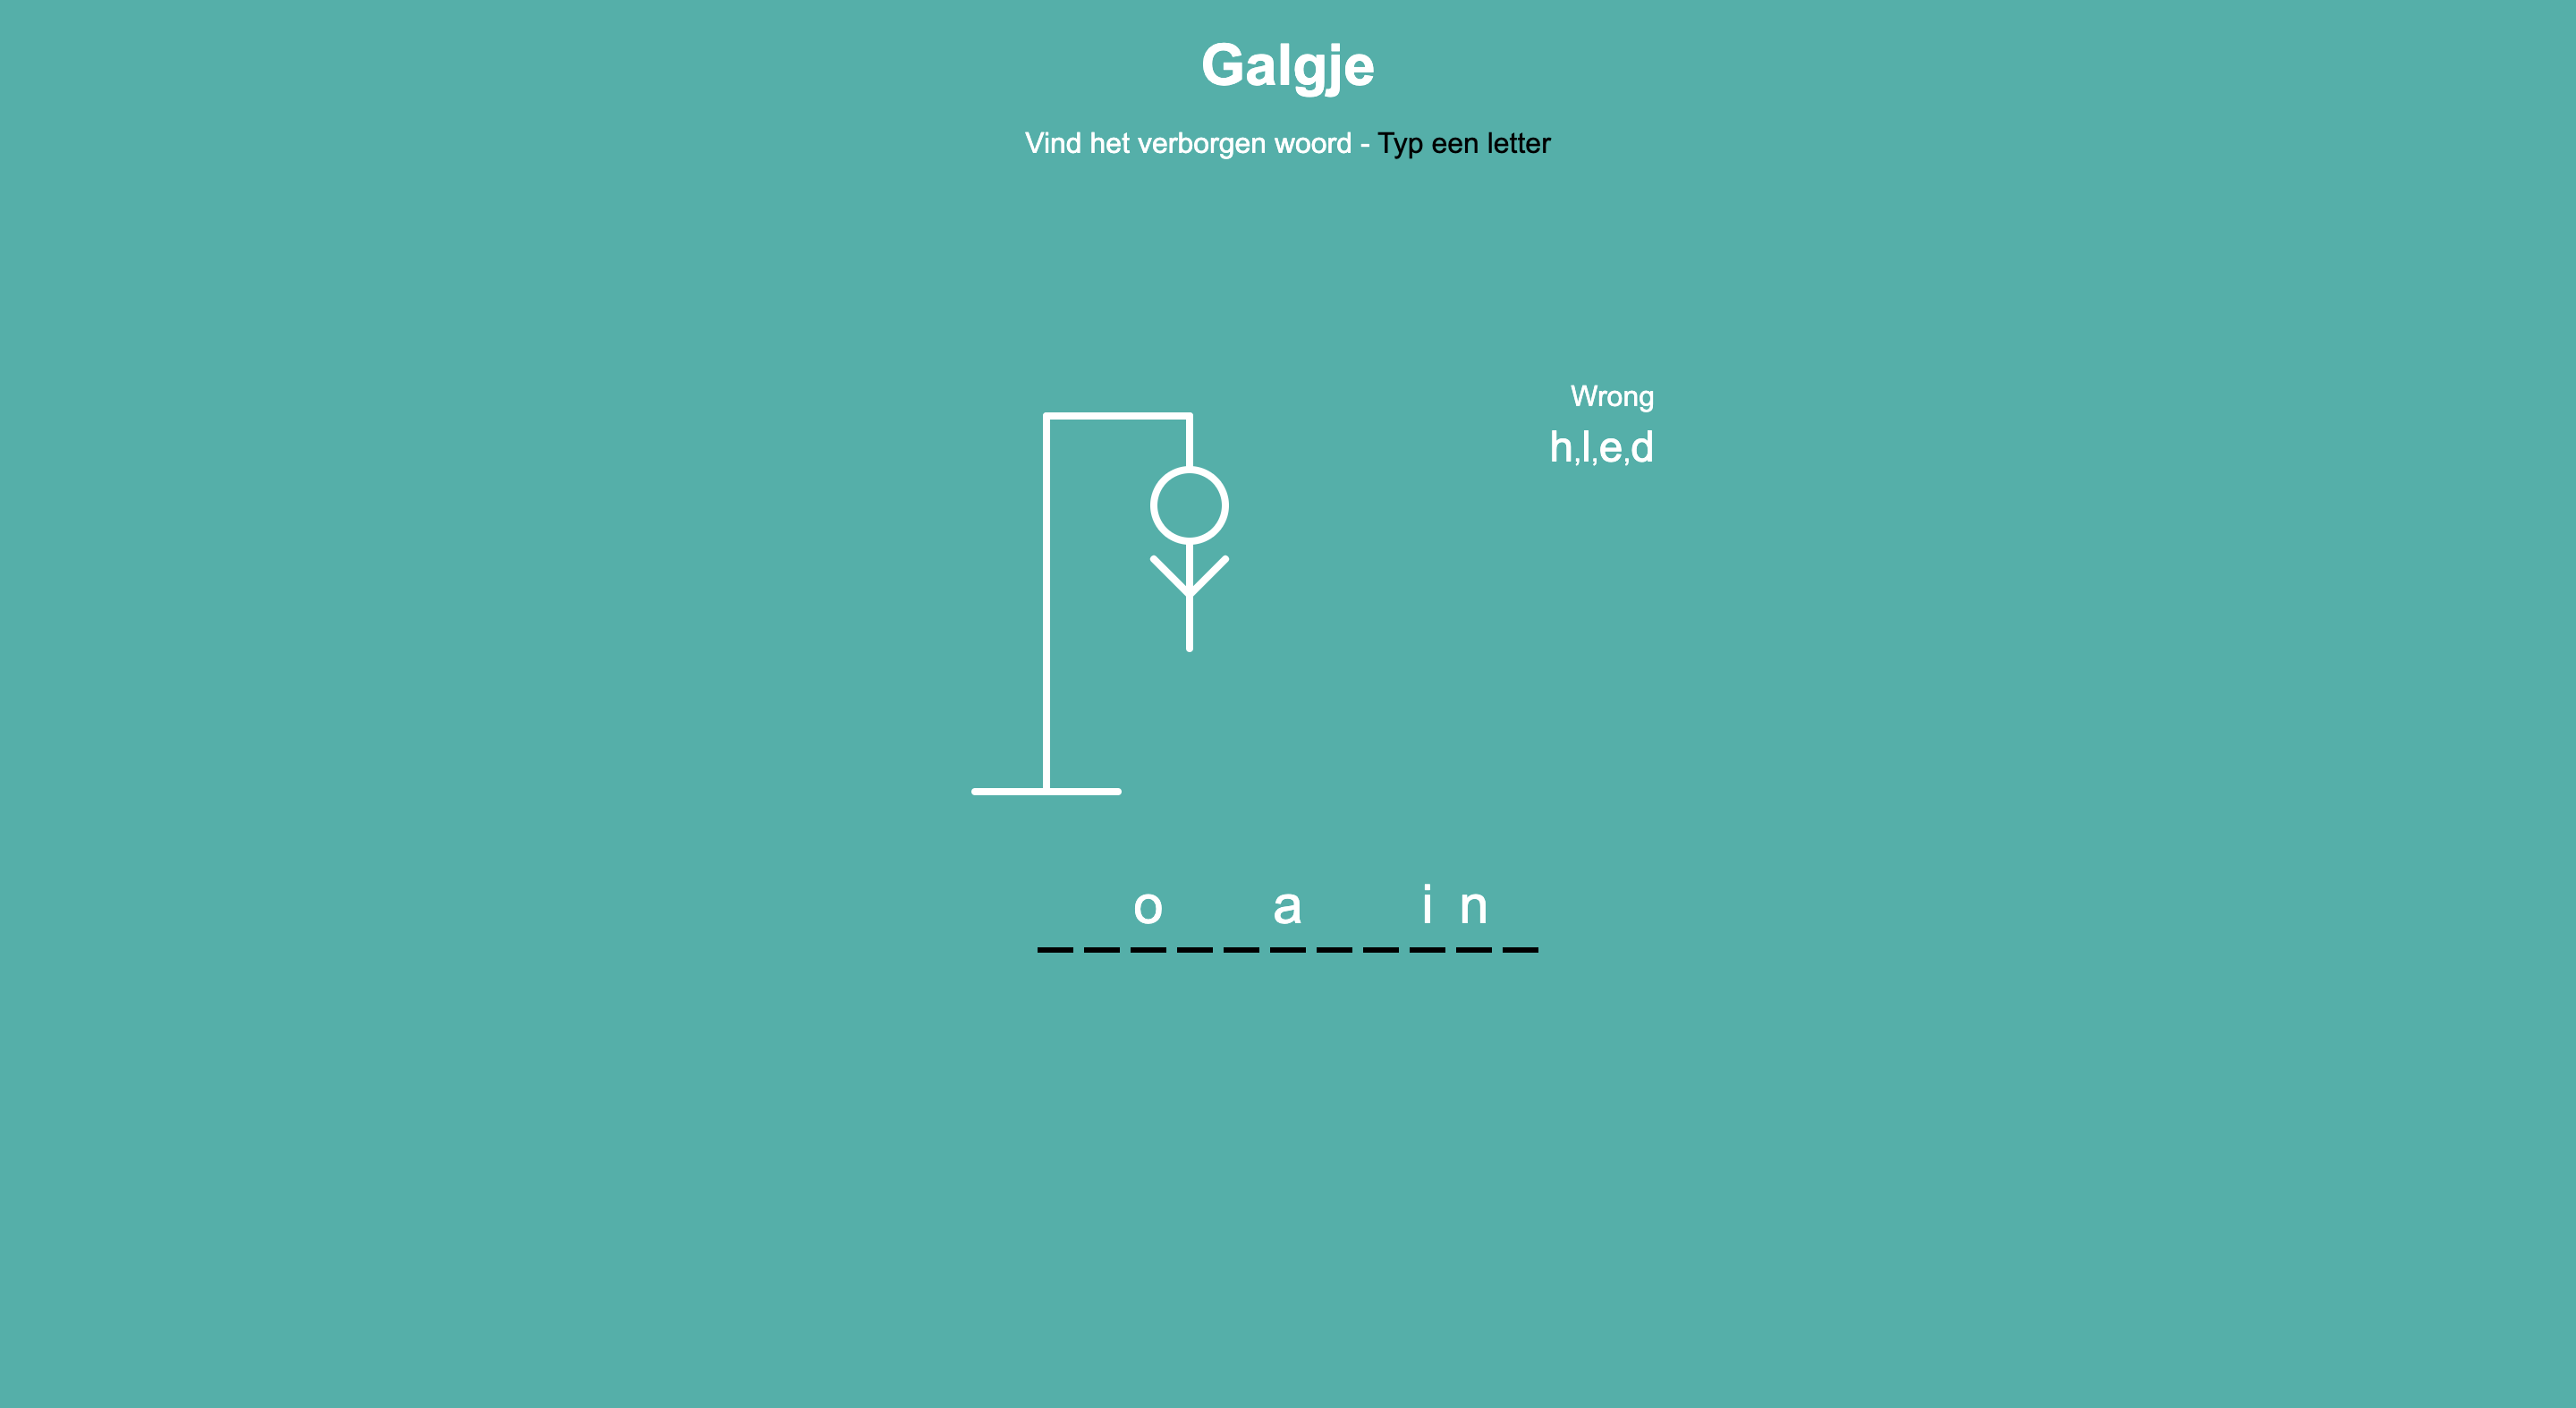 Galgje
Vind het verborgen woord - Typ een letter
Wrong
h,l,e,d
o a i n